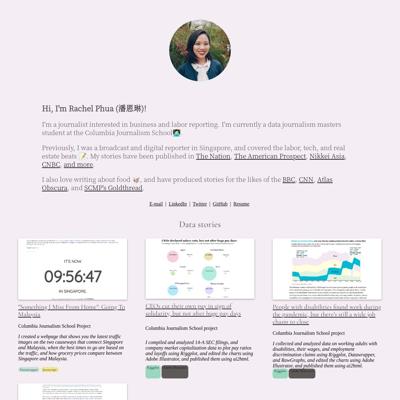 Hi, I'm Rachel Phua (潘恩琳)!
I'm a journalist interested in business and labor reporting. I'm currently a data journalism masters
student at the Columbia Journalism School
Previously, I was a broadcast and digital reporter in Singapore, and covered the labor, tech, and real
estate beats. My stories have been published in The Nation, The American Prospect, Nikkei Asia,
CNBC, and more.
I also love writing about food, and have produced stories for the likes of the BBC, CNN, Atlas
Obscura, and SCMP's Goldthread.
E-mail | LinkedIn | Twitter | GitHub | Resume
Data stories
IT'S NOW
09:56:47
IN SINGAPORE.
"Something I Miss From Home": Going To
Malaysia
Columbia Journalism School Project
I created a webpage that shows you the latest traffic
images on the two causeways that connect Singapore
and Malaysia, when the best times to go are based on
the traffic, and how grocery prices compare between
Singapore and Malaysia.
CEOs declared salary cuts, but not after huge pay days
CEOs cut their own pay in sign of
solidarity, but not after huge pay days
Columbia Journalism School project
I compiled and analyzed 14-A SEC filings, and
company market capitalization data to plot pay ratios
and layoffs using Rggplot, and edited the charts using
Adobe Illustrator, and published them using ai2html.
People with disabilities found work during
the pandemic, but there's still a wide job
chasm to close
Columbia Journalism School project
I collected and analyzed data on working adults with
disabilities, their wages, and employment
discrimination claims using Rggplot, Datawrapper,
and RawGraphs, and edited the charts using Adobe
Illustrator, and published them using ai2html.